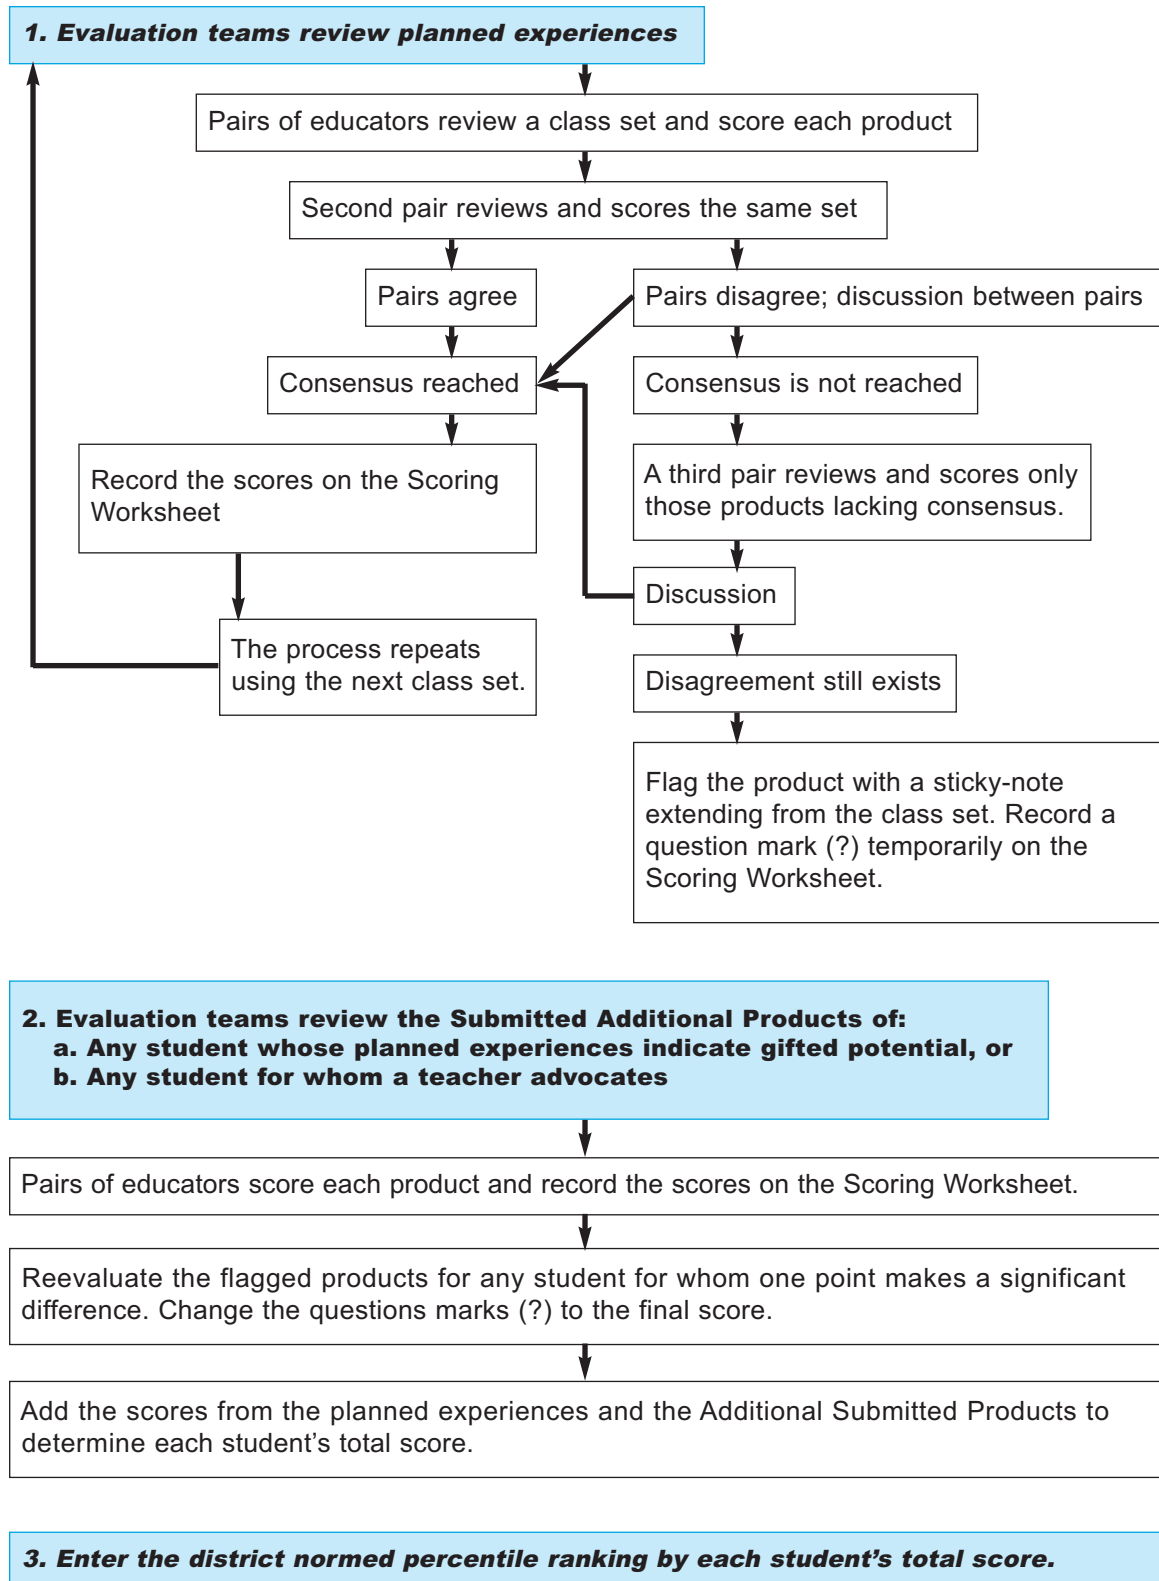 1. Evaluation teams review planned experiences
Pairs of educators review a class set and score each product
Second pair reviews and scores the same set
Pairs agree
Pairs disagree; discussion between pairs
Consensus reached
Consensus is not reached
Record the scores on the Scoring
Worksheet
A third pair reviews and scores only
those products lacking consensus.
Discussion
The process repeats
using the next class set.
Disagreement still exists
Flag the product with a sticky-note
extending from the class set. Record a
question mark (?) temporarily on the
Scoring Worksheet.
2. Evaluation teams review the Submitted Additional Products of:
a. Any student whose planned experiences indicate gifted potential, or
b. Any student for whom a teacher advocates
Pairs of educators score each product and record the scores on the Scoring Worksheet.
Reevaluate the flagged products for any student for whom one point makes a significant
difference. Change the questions marks (?) to the final score.
Add the scores from the planned experiences and the Additional Submitted Products to
determine each student's total score.
3. Enter the district normed percentile ranking by each student's total score.